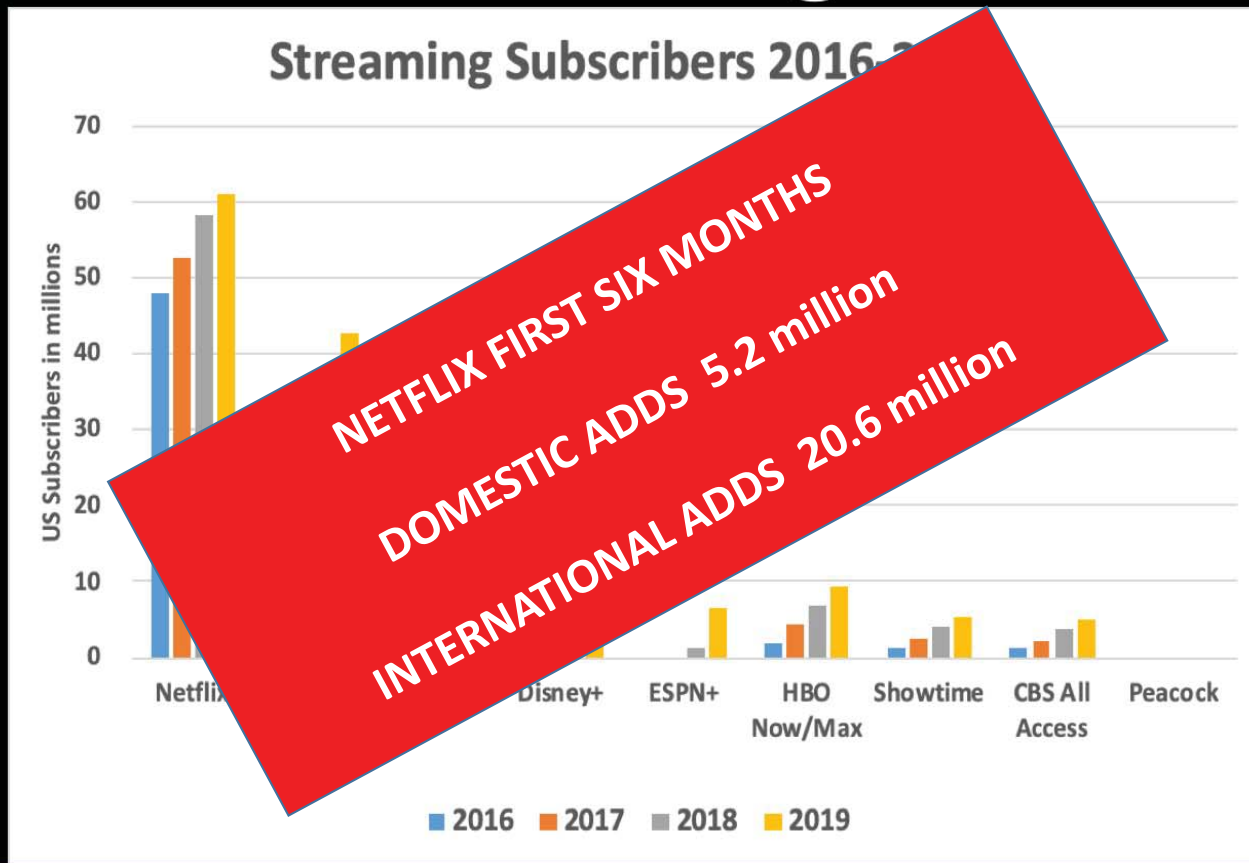 Streaming Subscribers 2016-
70
60
50
40
30
20
10
0
US Subscribers in millions
NETFLIX FIRST SIX MONTHS
DOMESTIC ADDS 5.2 million
INTERNATIONAL ADDS 20.6 million
Netflix
Disney+
ESPN+
HBO
Now/Max
Showtime
CBS All
Access
Peacock
2016
2017
2018
2019